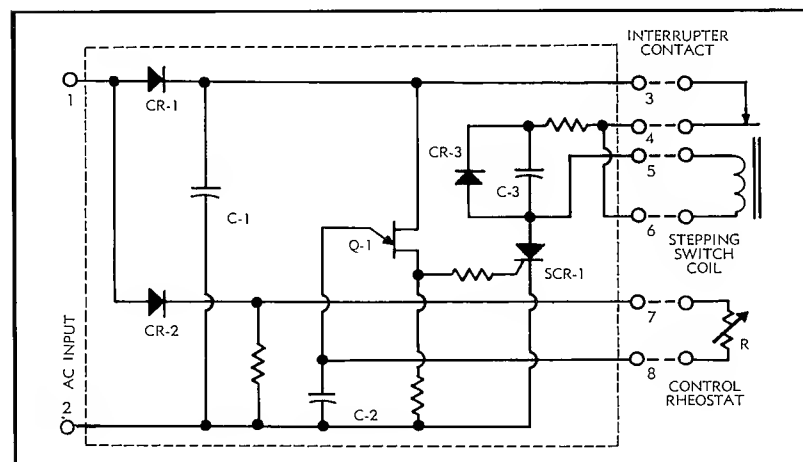 INTERRUPTER
CONTACT
1
CR-1
3
4
CR-3
5
C-3
C-1
6
Q-1
STEPPING
SWITCH
COIL
SCR-1
CR-2
7
R
AC INPUT
8
C-2
CONTROL
RHEOSTAT
2